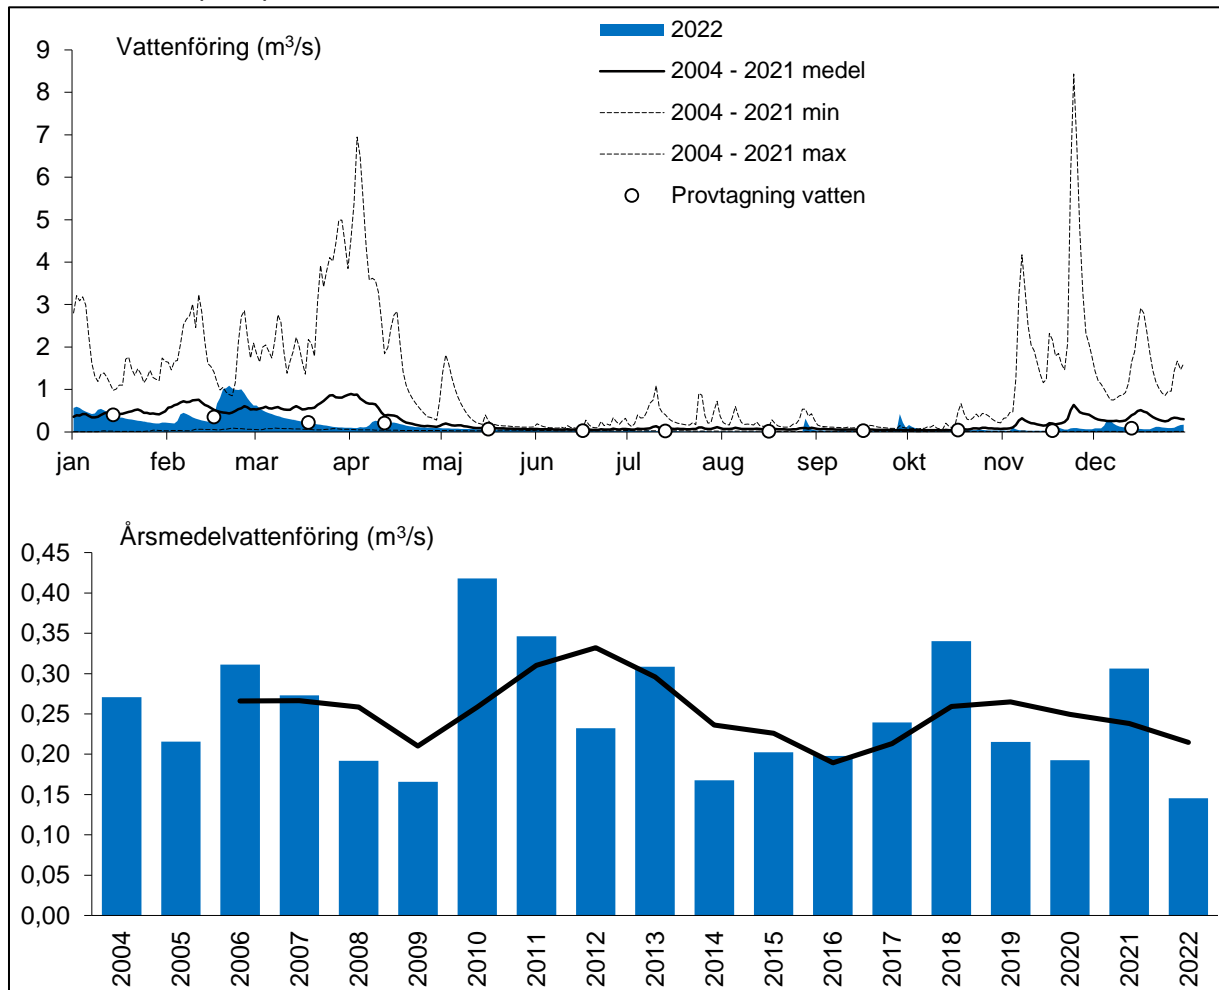 Vattenföring (m³/s)
2022
2004 - 2021 medel
2004 - 2021 min
2004 - 2021 max
Provtagning vatten
9
8
7
6
5
4
3
2
1
0
jan feb mar apr maj jun jul aug sep okt nov dec
Årsmedelvattenföring (m³/s)
0,45
0,40
0,35
0,30
0,25
0,20
0,15
0,10
0,05
0,00
2004 2005 2006 2007 2008 2009 2010 2011 2012 2013 2014 2015 2016 2017 2018 2019 2020 2021 2022